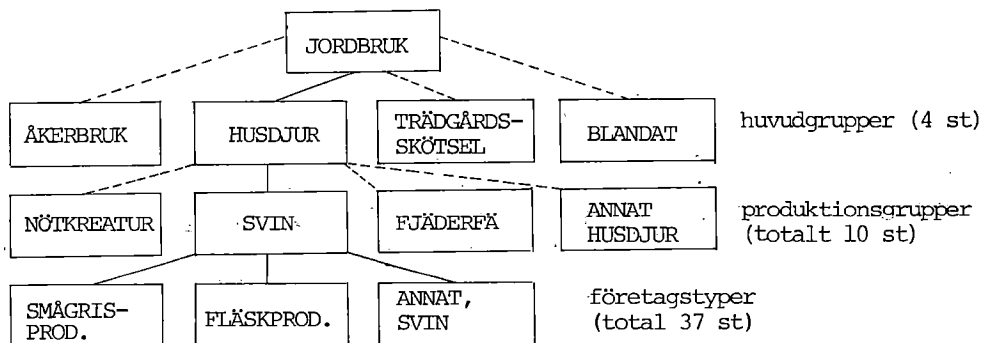 JORDBRUK
ÅKERBRUK
HUSDJUR
TRÄDGÅRDS-
SKÖTSEL
BLANDAT
huvudgrupper (4 st)
NÖTKREATUR
SVIN
FJÄDERFÄ
ANNAT
HUSDJUR
produktionsgrupper
(totalt 10 st)
SMÅGRIS-
PROD.
FLÄSKPROD.
ANNAT,
SVIN
företagstyper
(total 37 st)